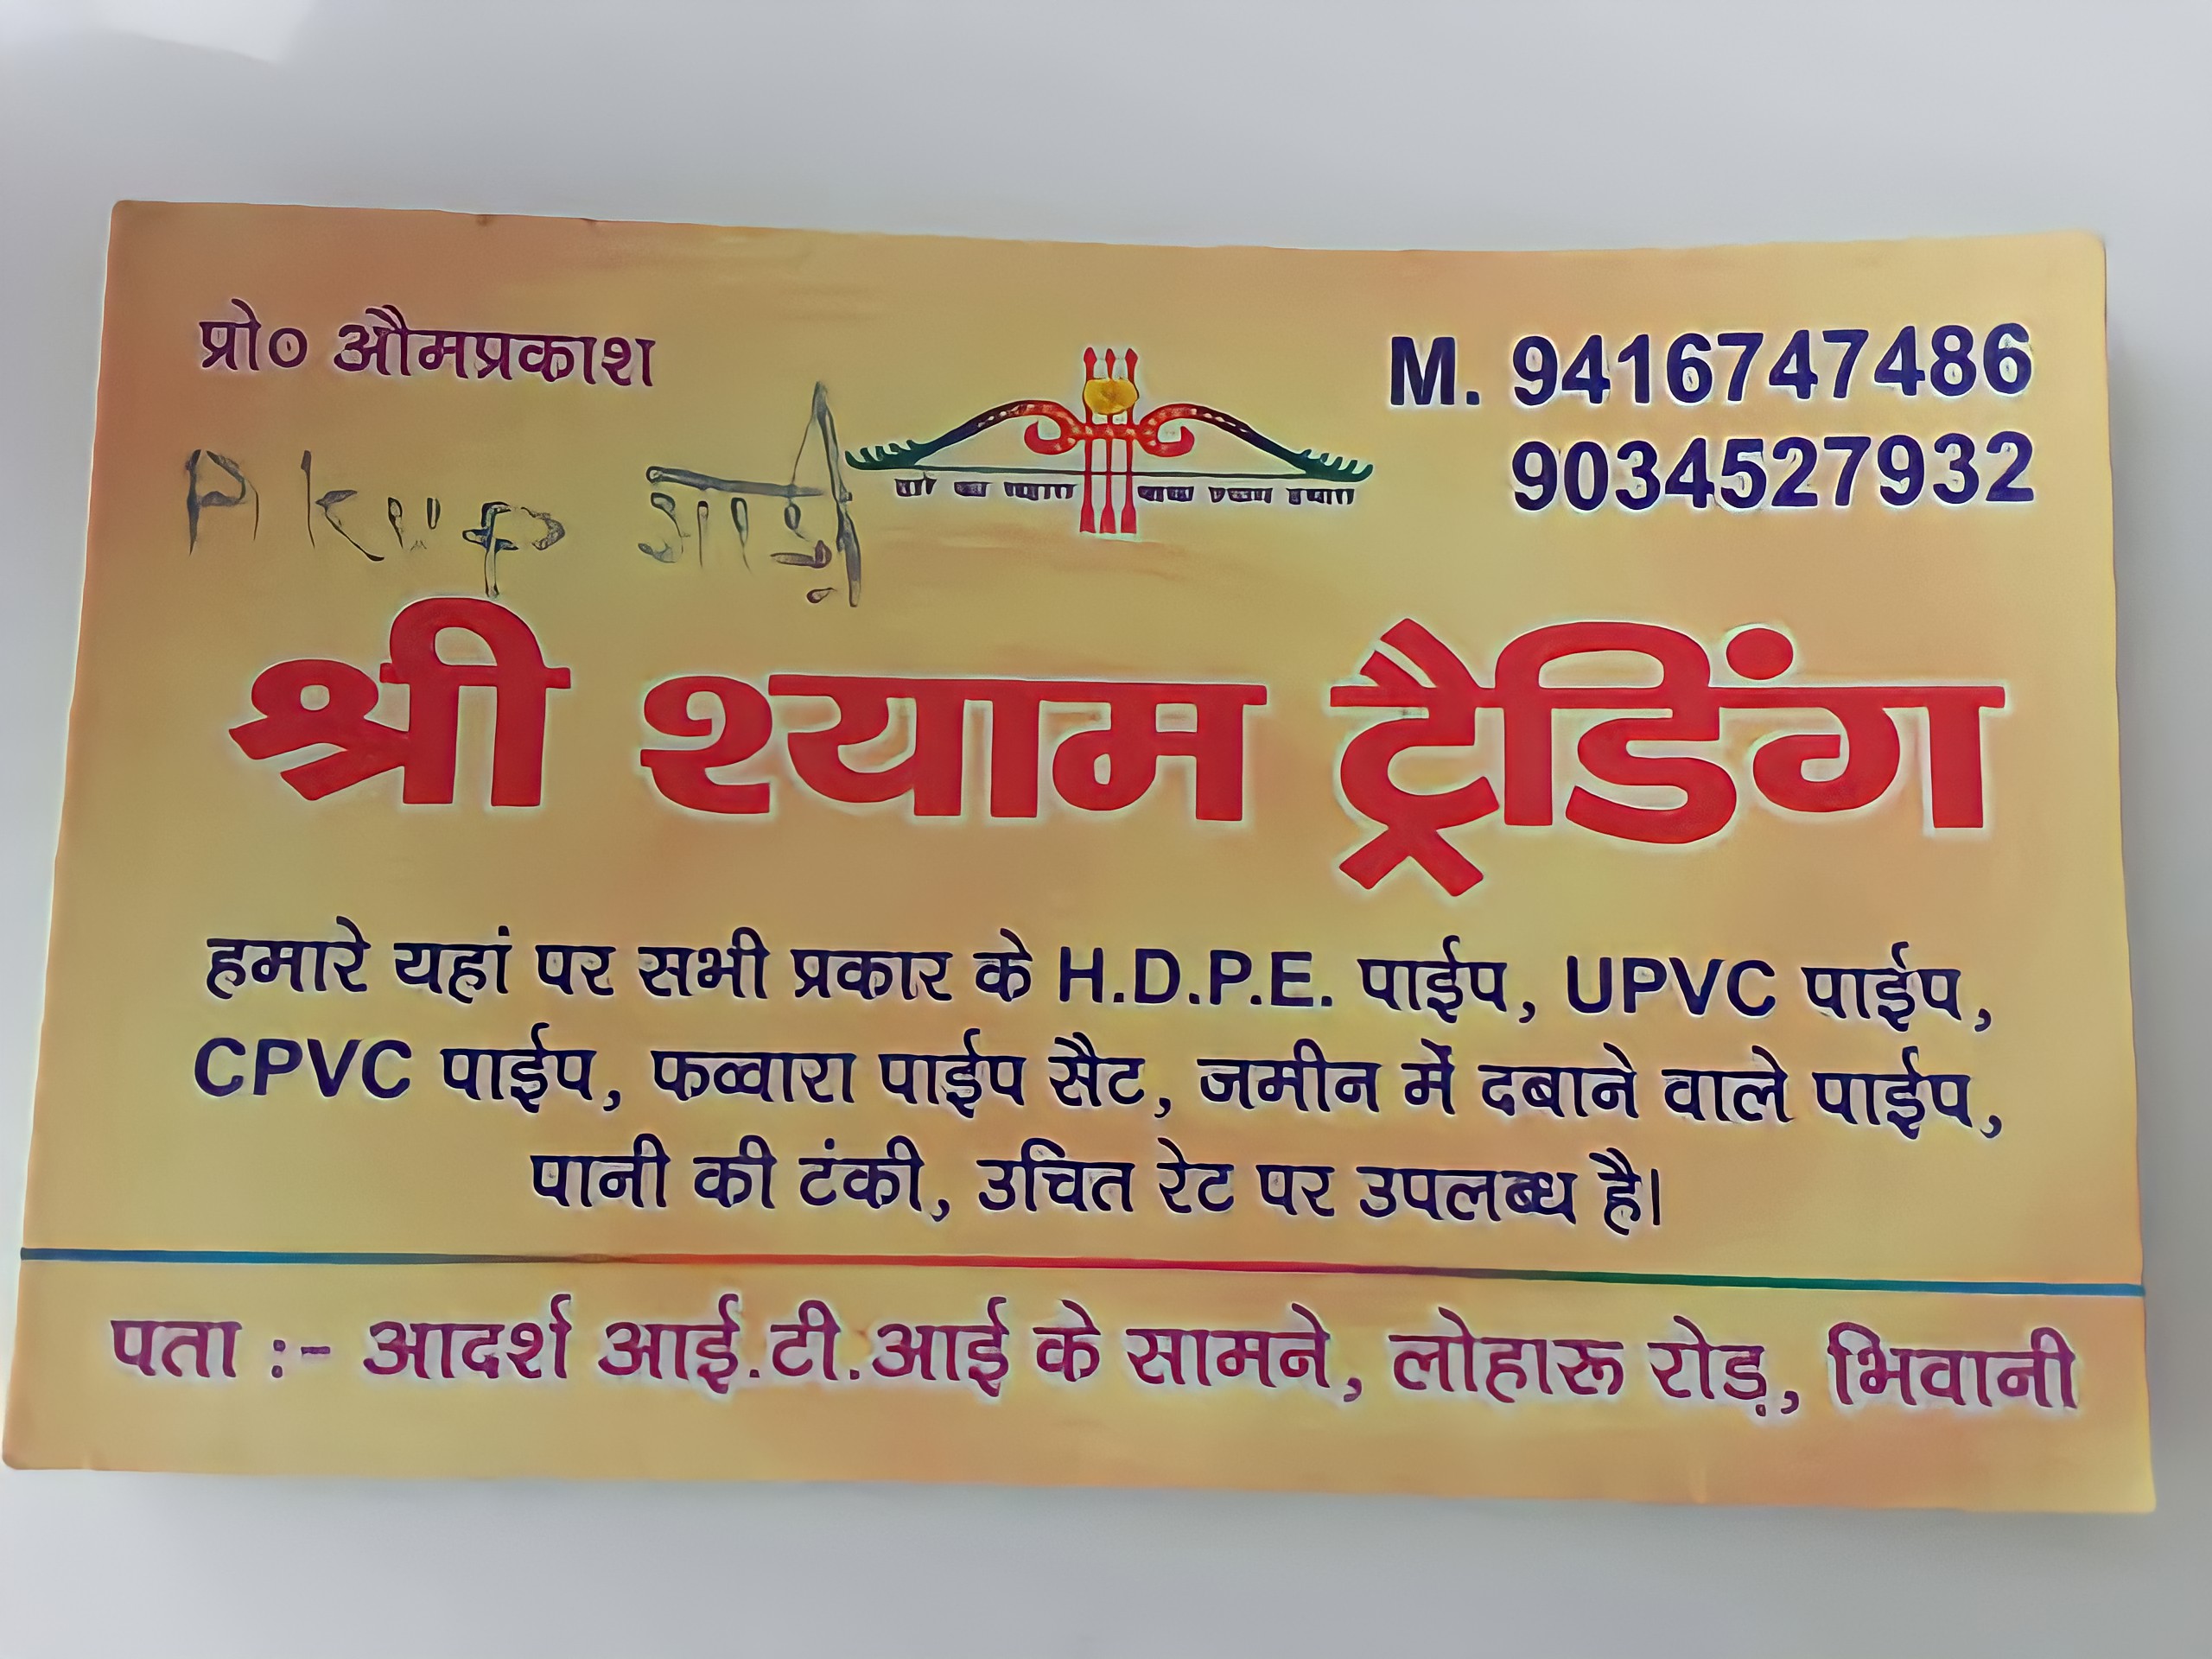 प्रो० औमप्रकाश
M. 9416747486
9034527932
श्री श्याम ट्रैडिंग
हमारे यहां पर सभी प्रकार के H.D.P.E. पाईप, UPVC पाईप,
CPVC पाईप, फव्वारा पाईप सैट, जमीन में दबाने वाले पाईप,
पानी की टंकी, उचित रेट पर उपलब्ध है।
पता :- आदर्श आई.टी.आई के सामने, लोहारू रोड़, भिवानी